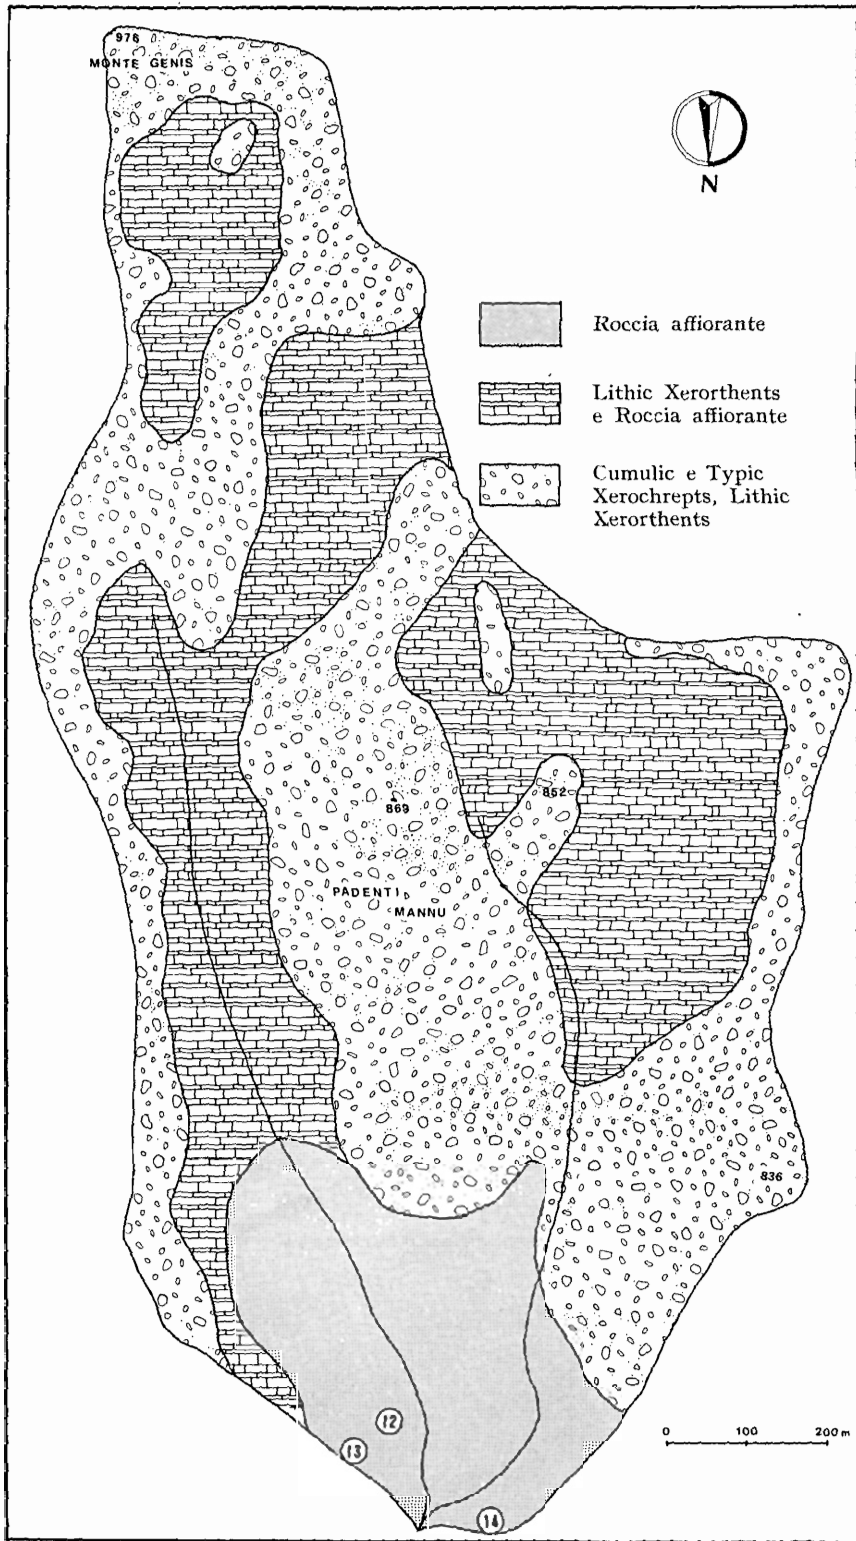 976
MONTE GENIS
N
Roccia affiorante
Lithic Xerorthents
e Roccia affiorante
Cumulic e Typic
Xerochrepts, Lithic
Xerorthents
852
869
PADENTI
MANNU
836
12
13
14
0 100 200 m